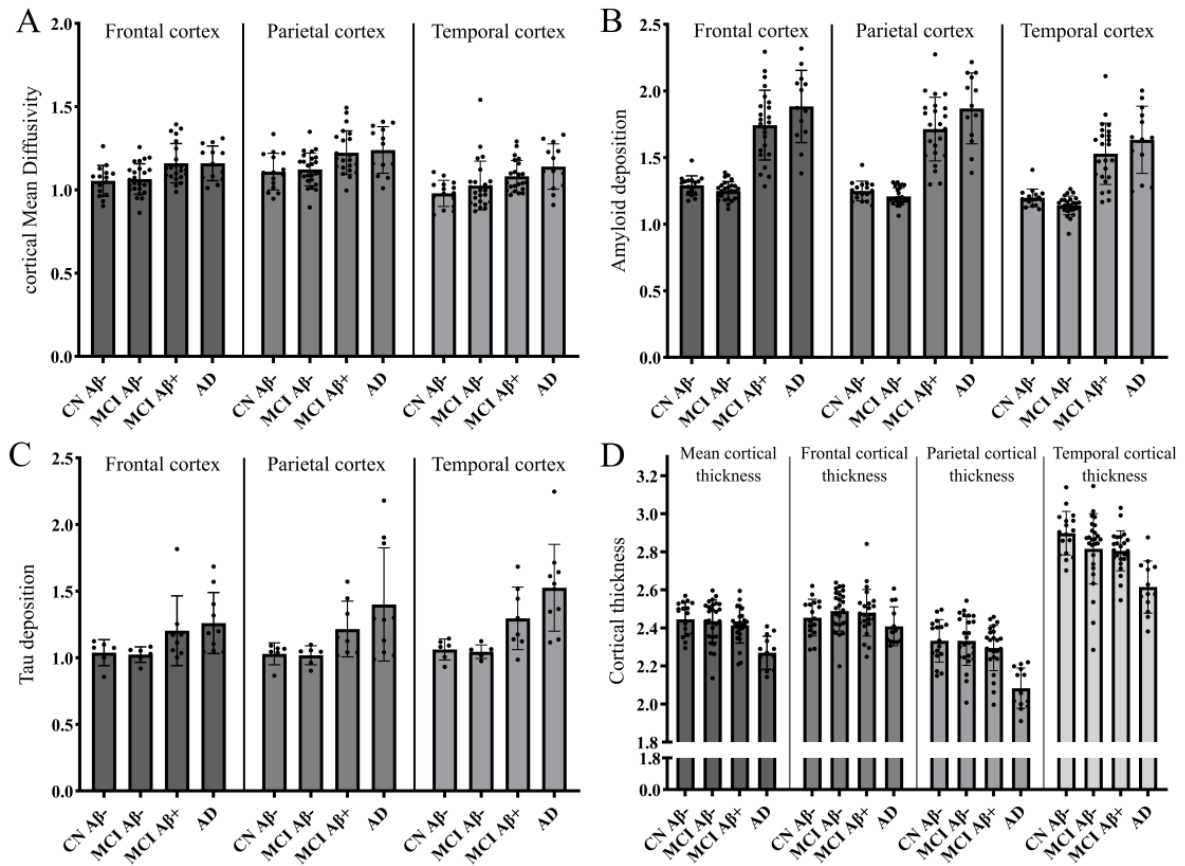 A
Frontal cortex Parietal cortex Temporal cortex
cortical Mean Diffusivity
2.0
1.5
1.0
0.5
0.0
CN Aβ- MCI Aβ- MCI Aβ+ AD CN Aβ- MCI Aβ- MCI Aβ+ AD CN Aβ- MCI Aβ- MCI Aβ+ AD
B
Frontal cortex Parietal cortex Temporal cortex
Amyloid deposition
2.5
2.0
1.5
1.0
0.5
0.0
CN Aβ- MCI Aβ- MCI Aβ+ AD CN Aβ- MCI Aβ- MCI Aβ+ AD CN Aβ- MCI Aβ- MCI Aβ+ AD
C
Frontal cortex Parietal cortex Temporal cortex
Tau deposition
2.5
2.0
1.5
1.0
0.5
0.0
CN Aβ- MCI Aβ- MCI Aβ+ AD CN Aβ- MCI Aβ- MCI Aβ+ AD CN Aβ- MCI Aβ- MCI Aβ+ AD
D
Mean cortical Frontal cortical Parietal cortical Temporal cortical
thickness thickness thickness thickness
Cortical thickness
3.2
3.0
2.8
2.6
2.4
2.2
2.0
1.8
1.8
0.0
CN Aβ- MCI Aβ- MCI Aβ+ AD CN Aβ- MCI Aβ- MCI Aβ+ AD CN Aβ- MCI Aβ- MCI Aβ+ AD CN Aβ- MCI Aβ- MCI Aβ+ AD